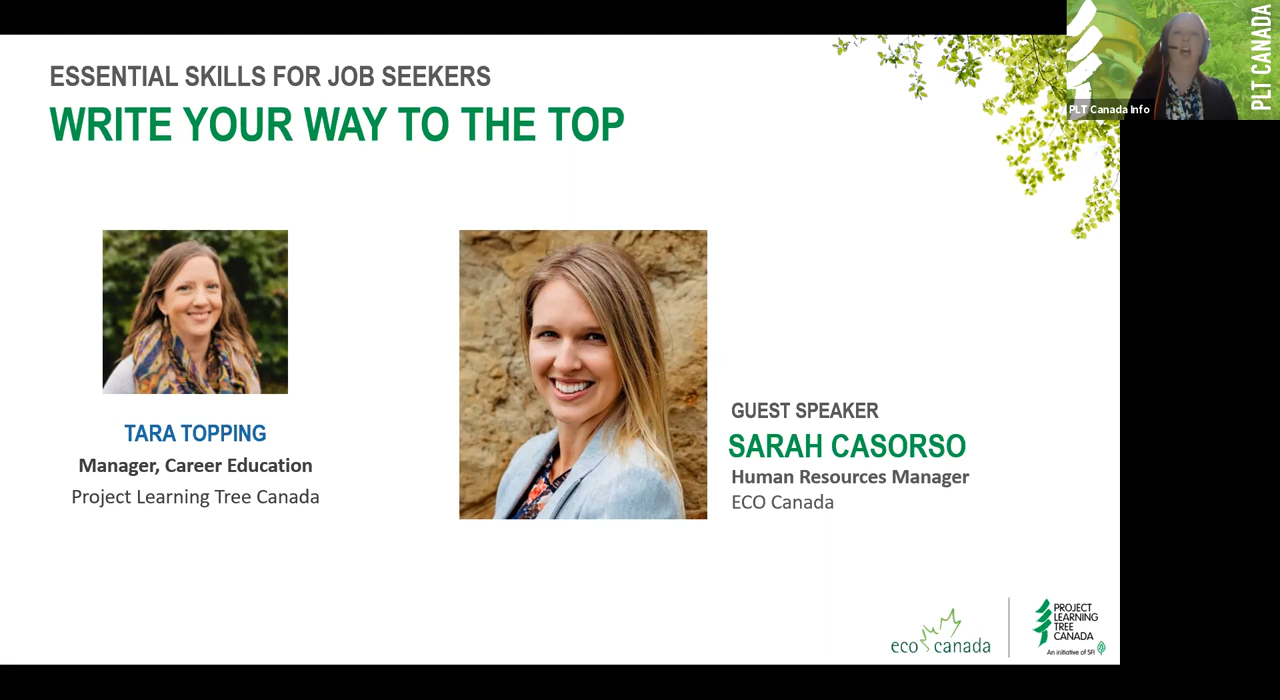 ESSENTIAL SKILLS FOR JOB SEEKERS
WRITE YOUR WAY TO THE TOP
PLT CANADA
PLT Canada Info
TARA TOPPING
Manager, Career Education
Project Learning Tree Canada
GUEST SPEAKER
SARAH CASORSO
Human Resources Manager
ECO Canada
eco canada
PROJECT
LEARNING
TREE
CANADA
An initiative of SFI